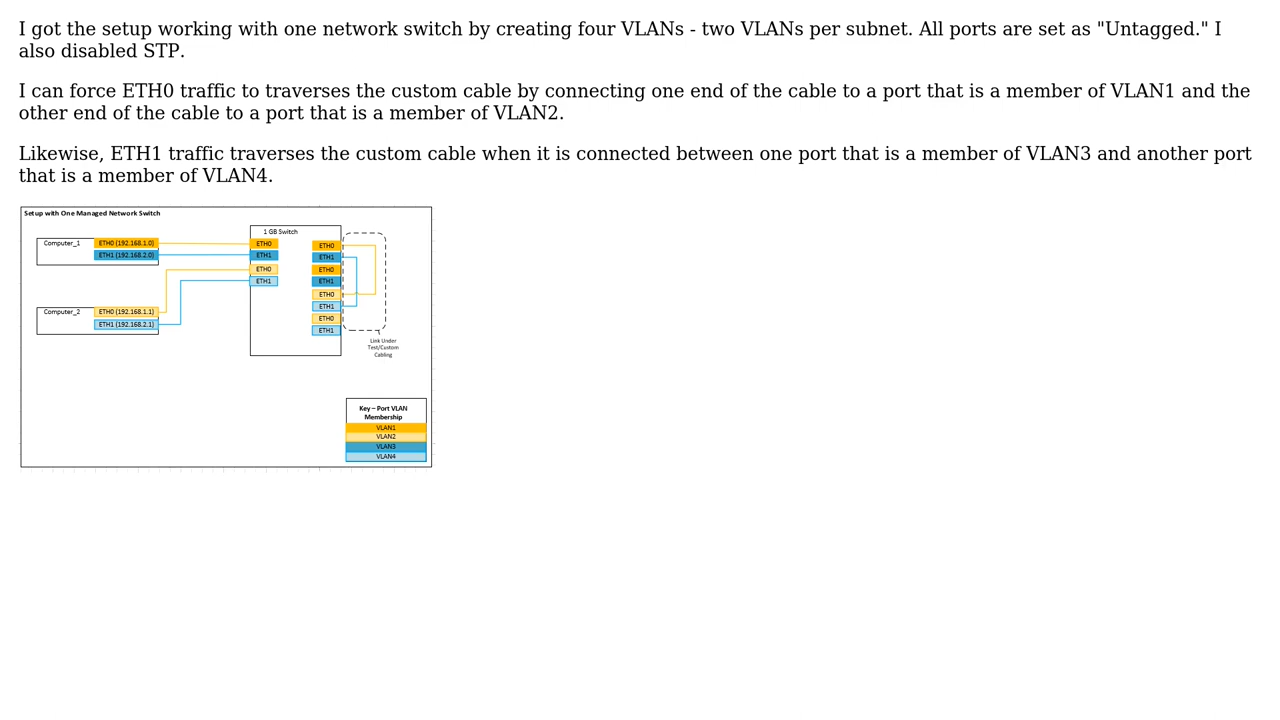 I got the setup working with one network switch by creating four VLANs - two VLANs per subnet. All ports are set as "Untagged." I
also disabled STP.
I can force ETH0 traffic to traverses the custom cable by connecting one end of the cable to a port that is a member of VLAN1 and the
other end of the cable to a port that is a member of VLAN2.
Likewise, ETH1 traffic traverses the custom cable when it is connected between one port that is a member of VLAN3 and another port
that is a member of VLAN4.
Setup with One Managed Network Switch
Computer_1
ETH0 (192.168.1.0)
ETH1 (192.168.2.0)
Computer_2
ETH0 (192.168.1.1)
ETH1 (192.168.2.1)
1 GB Switch
ETH0
ETH1
ETH0
ETH1
ETH0
ETH1
ETH0
ETH1
ETH0
ETH1
ETH0
ETH1
Link Under
Test/Custom
Cabling
Key – Port VLAN
Membership
VLAN1
VLAN2
VLAN3
VLAN4